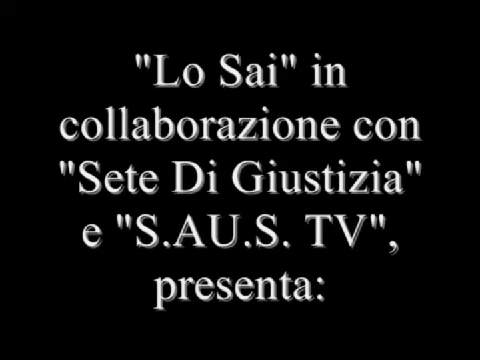 "Lo Sai" in
collaborazione con
"Sete Di Giustizia"
e "S.AU.S. TV",
presenta: